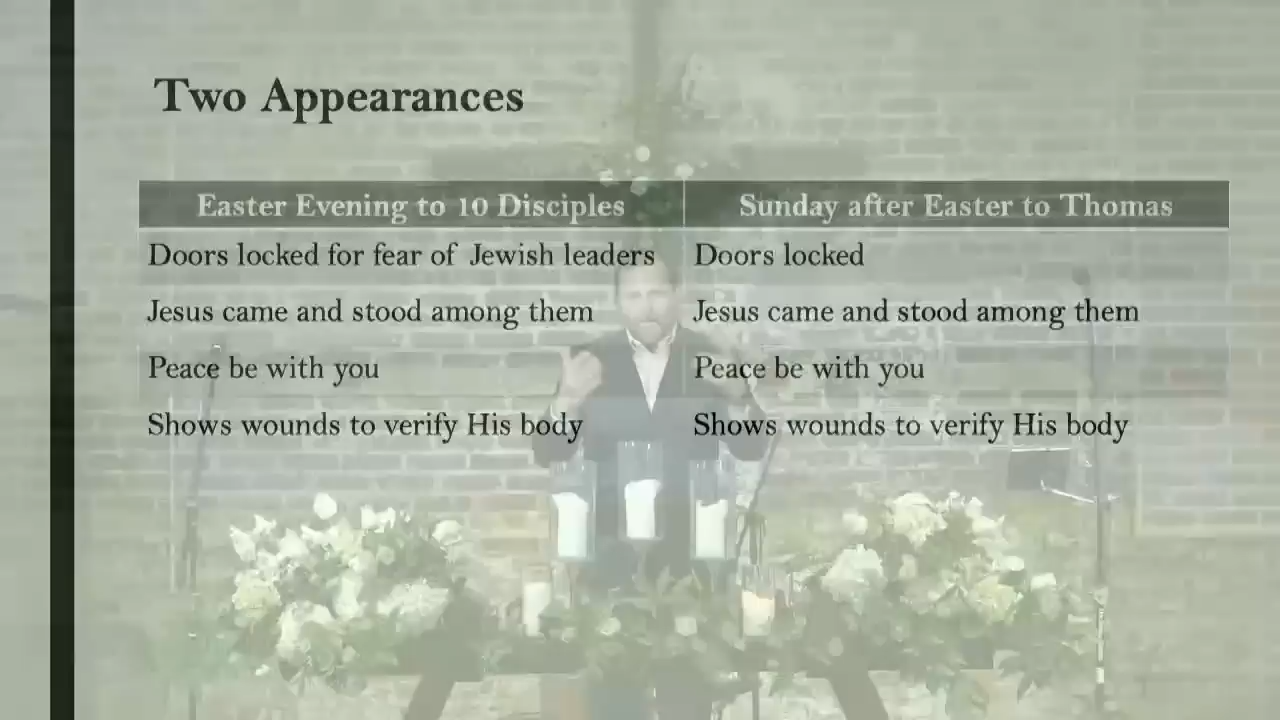 Two Appearances
Easter Evening to 10 Disciples
Sunday after Easter to Thomas
Doors locked for fear of Jewish leaders
Doors locked
Jesus came and stood among them
Jesus came and stood among them
Peace be with you
Peace be with you
Shows wounds to verify His body
Shows wounds to verify His body